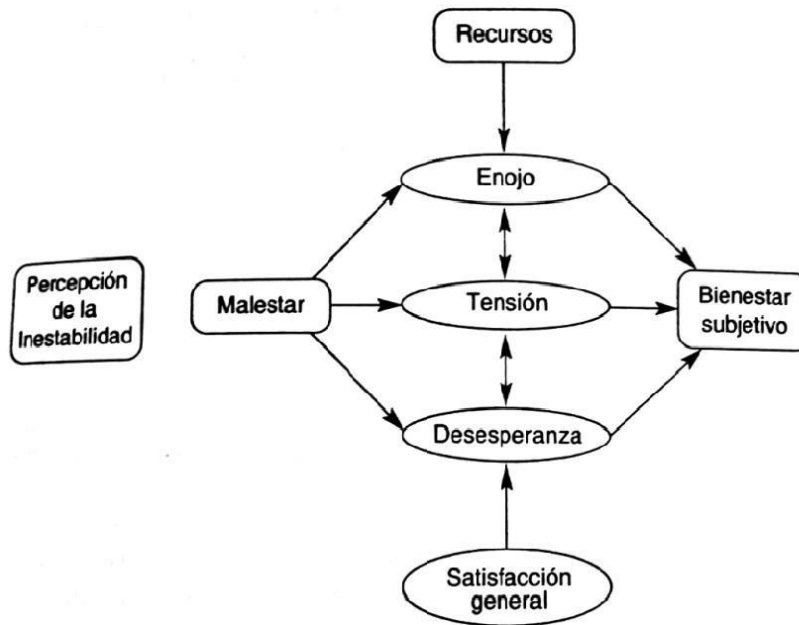 Recursos
Enojo
Percepción
de la
Inestabilidad
Malestar
Tensión
Bienestar
subjetivo
Desesperanza
Satisfacción
general